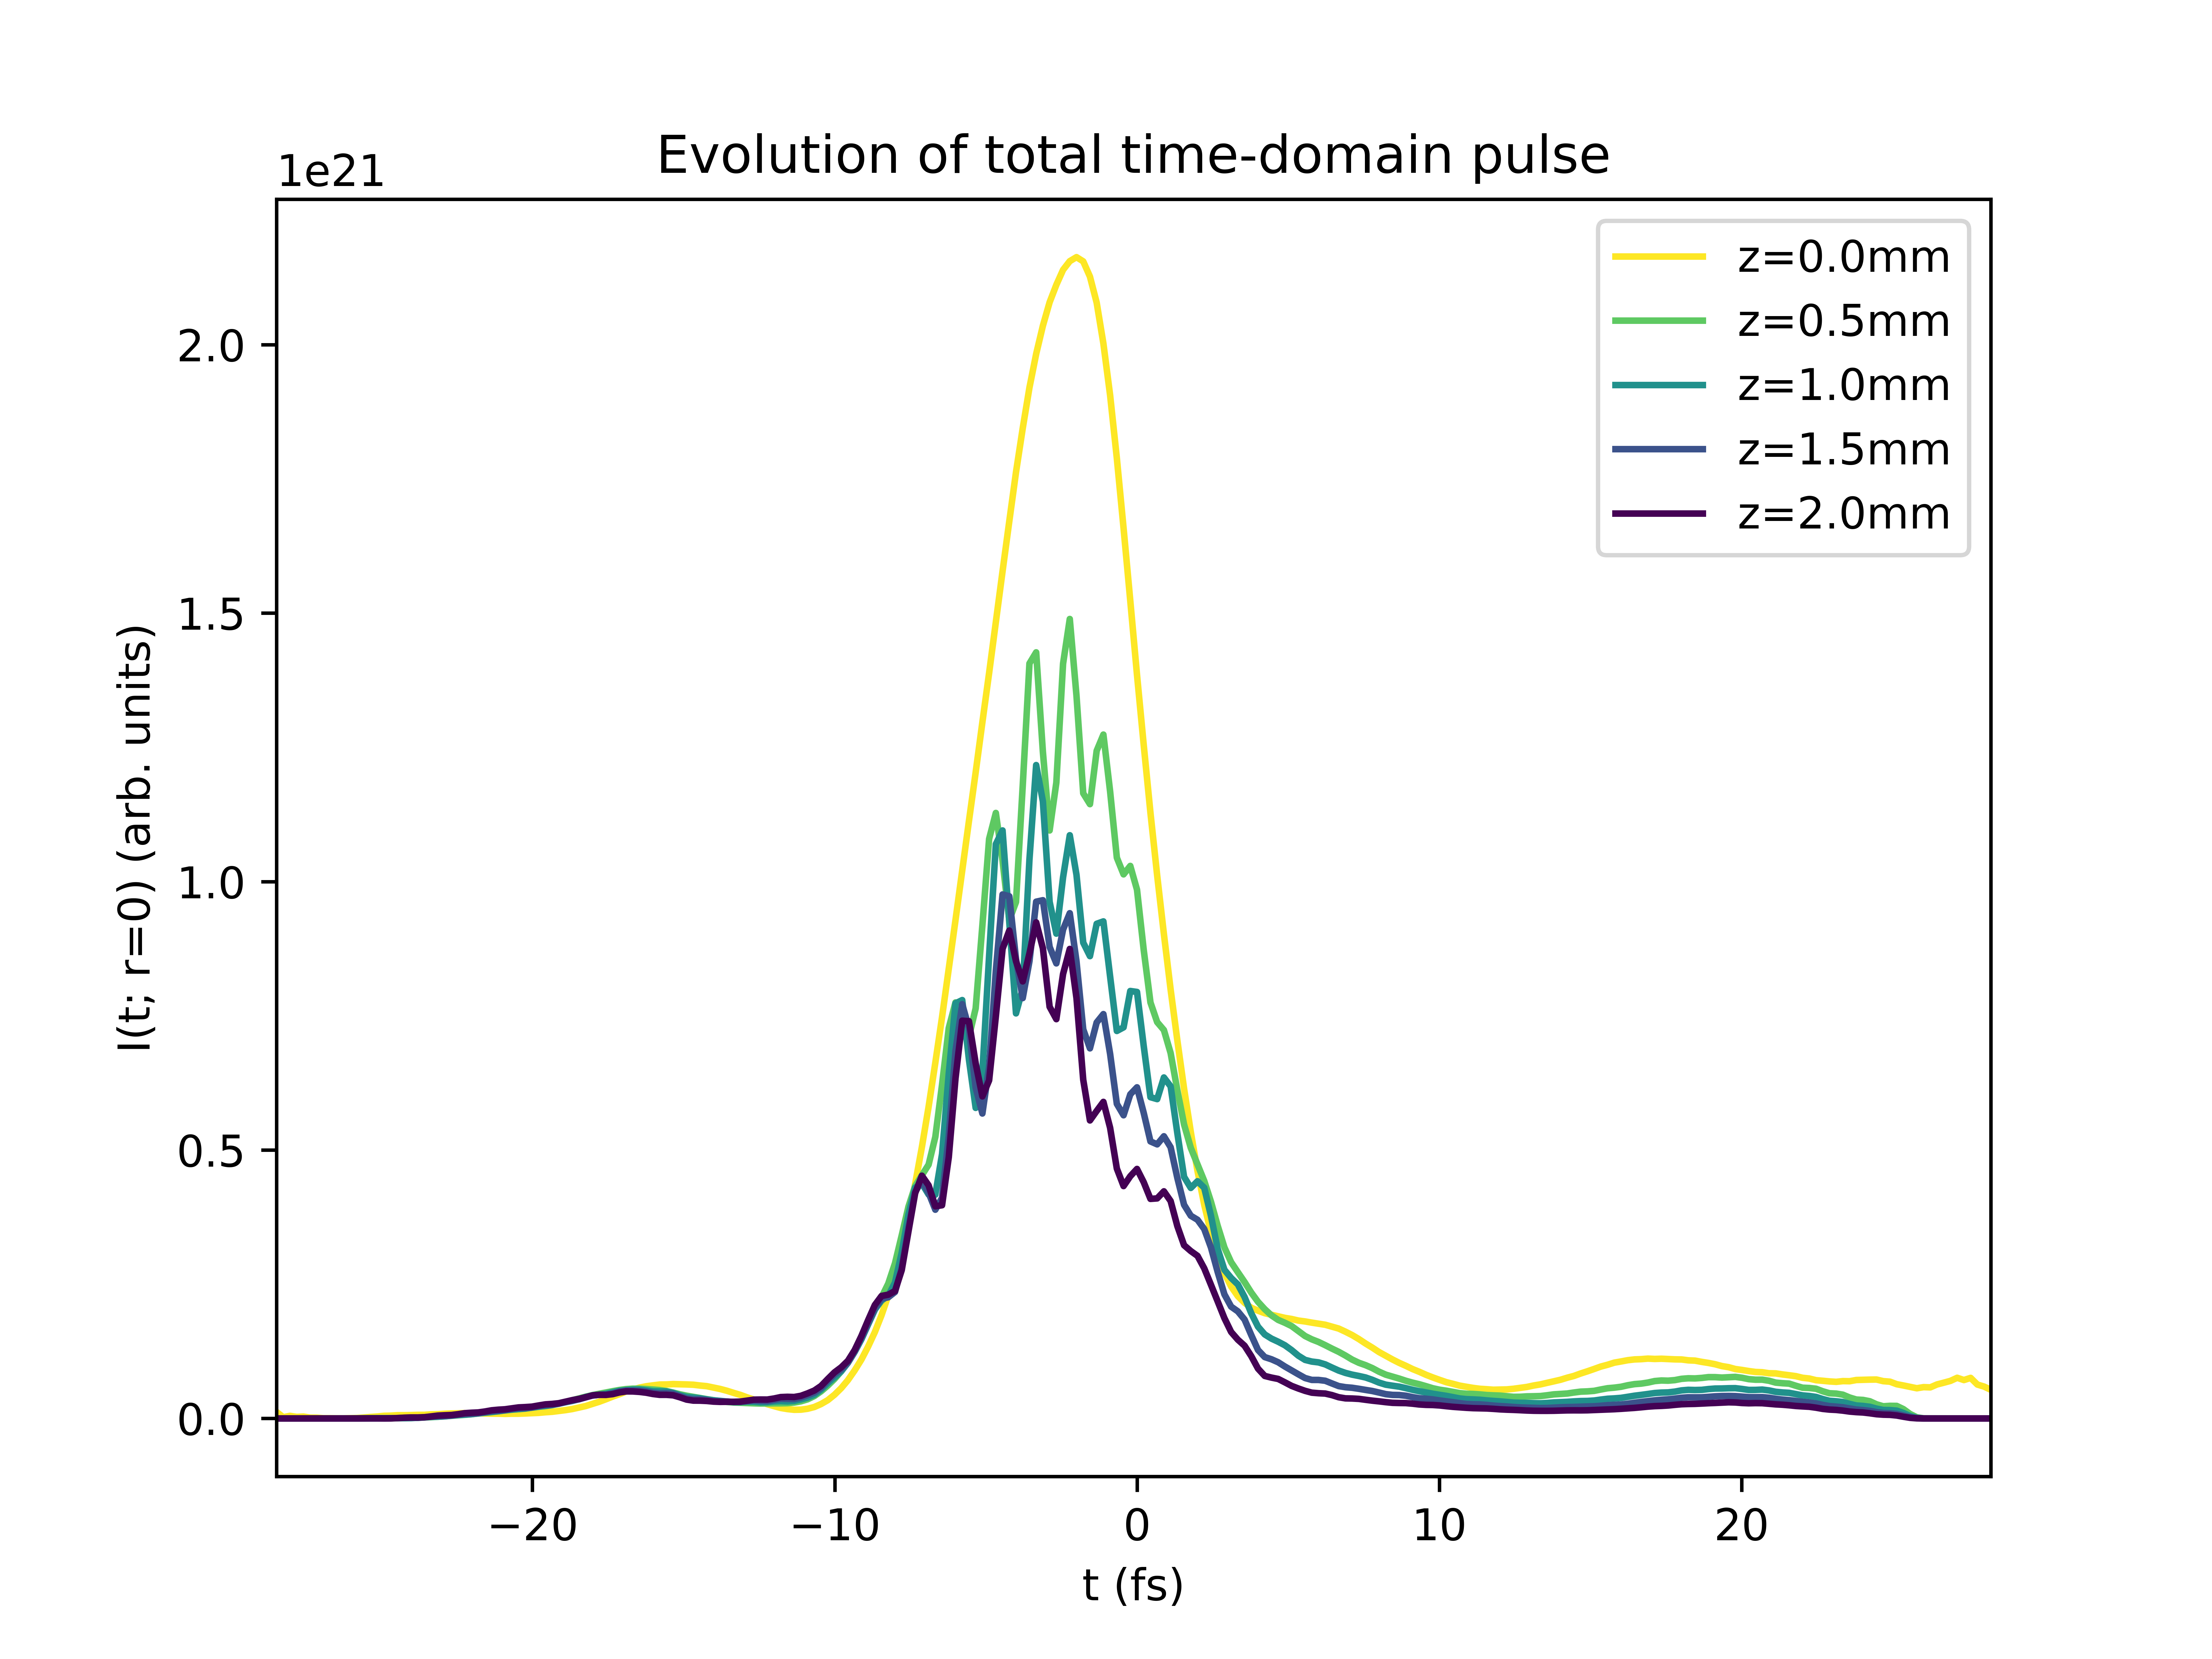 Evolution of total time-domain pulse
1e21
2.0
1.5
1.0
0.5
0.0
I(t; r=0) (arb. units)
z=0.0mm
z=0.5mm
z=1.0mm
z=1.5mm
z=2.0mm
−20 −10 0 10 20
t (fs)